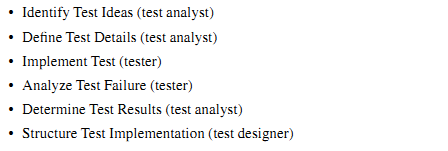 • Identify Test Ideas (test analyst)
• Define Test Details (test analyst)
• Implement Test (tester)
• Analyze Test Failure (tester)
• Determine Test Results (test analyst)
• Structure Test Implementation (test designer)